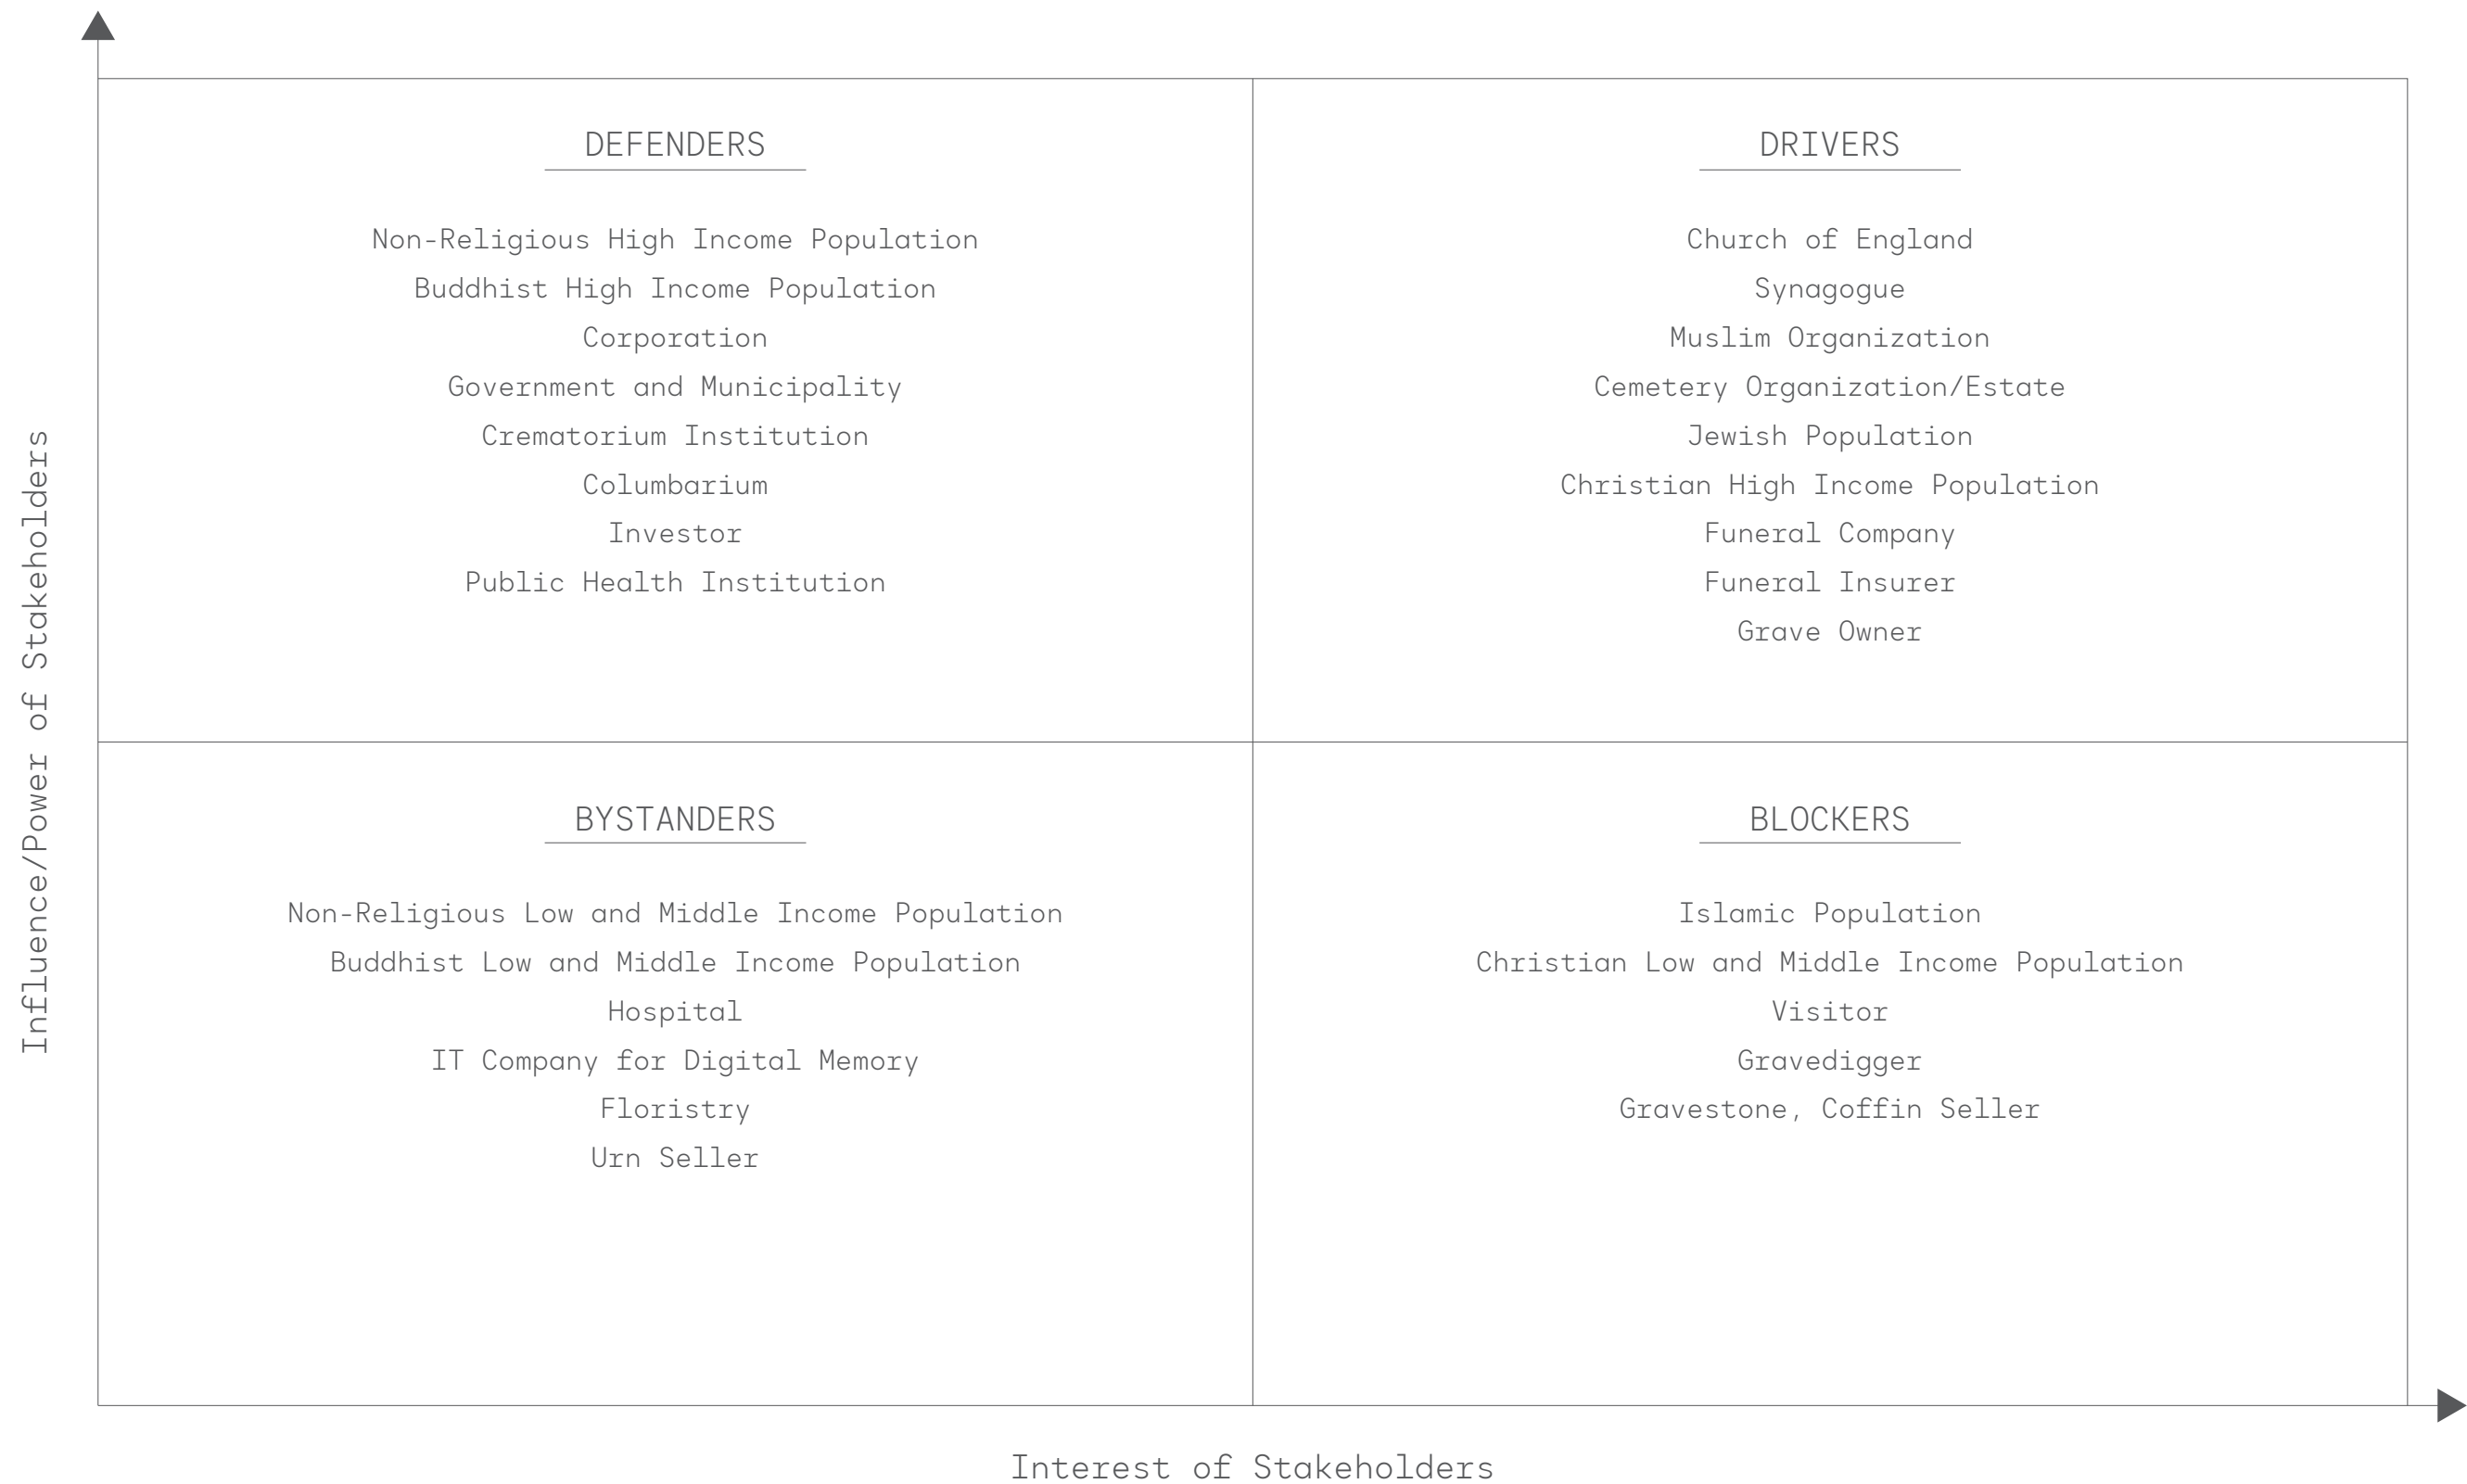 DEFENDERS
Non-Religious High Income Population
Buddhist High Income Population
Corporation
Government and Municipality
Crematorium Institution
Columbarium
Investor
Public Health Institution
DRIVERS
Church of England
Synagogue
Muslim Organization
Cemetery Organization/Estate
Jewish Population
Christian High Income Population
Funeral Company
Funeral Insurer
Grave Owner
Influence/Power of Stakeholders
BYSTANDERS
Non-Religious Low and Middle Income Population
Buddhist Low and Middle Income Population
Hospital
IT Company for Digital Memory
Floristry
Urn Seller
BLOCKERS
Islamic Population
Christian Low and Middle Income Population
Visitor
Gravedigger
Gravestone, Coffin Seller
Interest of Stakeholders